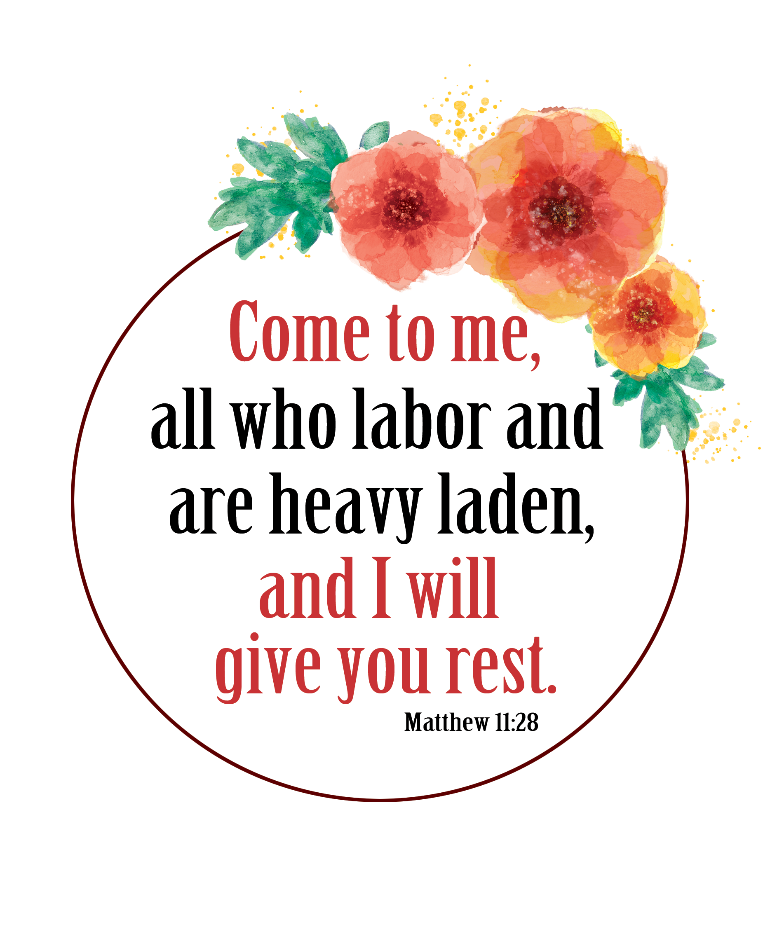 Come to me,
all who labor and
are heavy laden,
and I will
give you rest.
Matthew 11:28